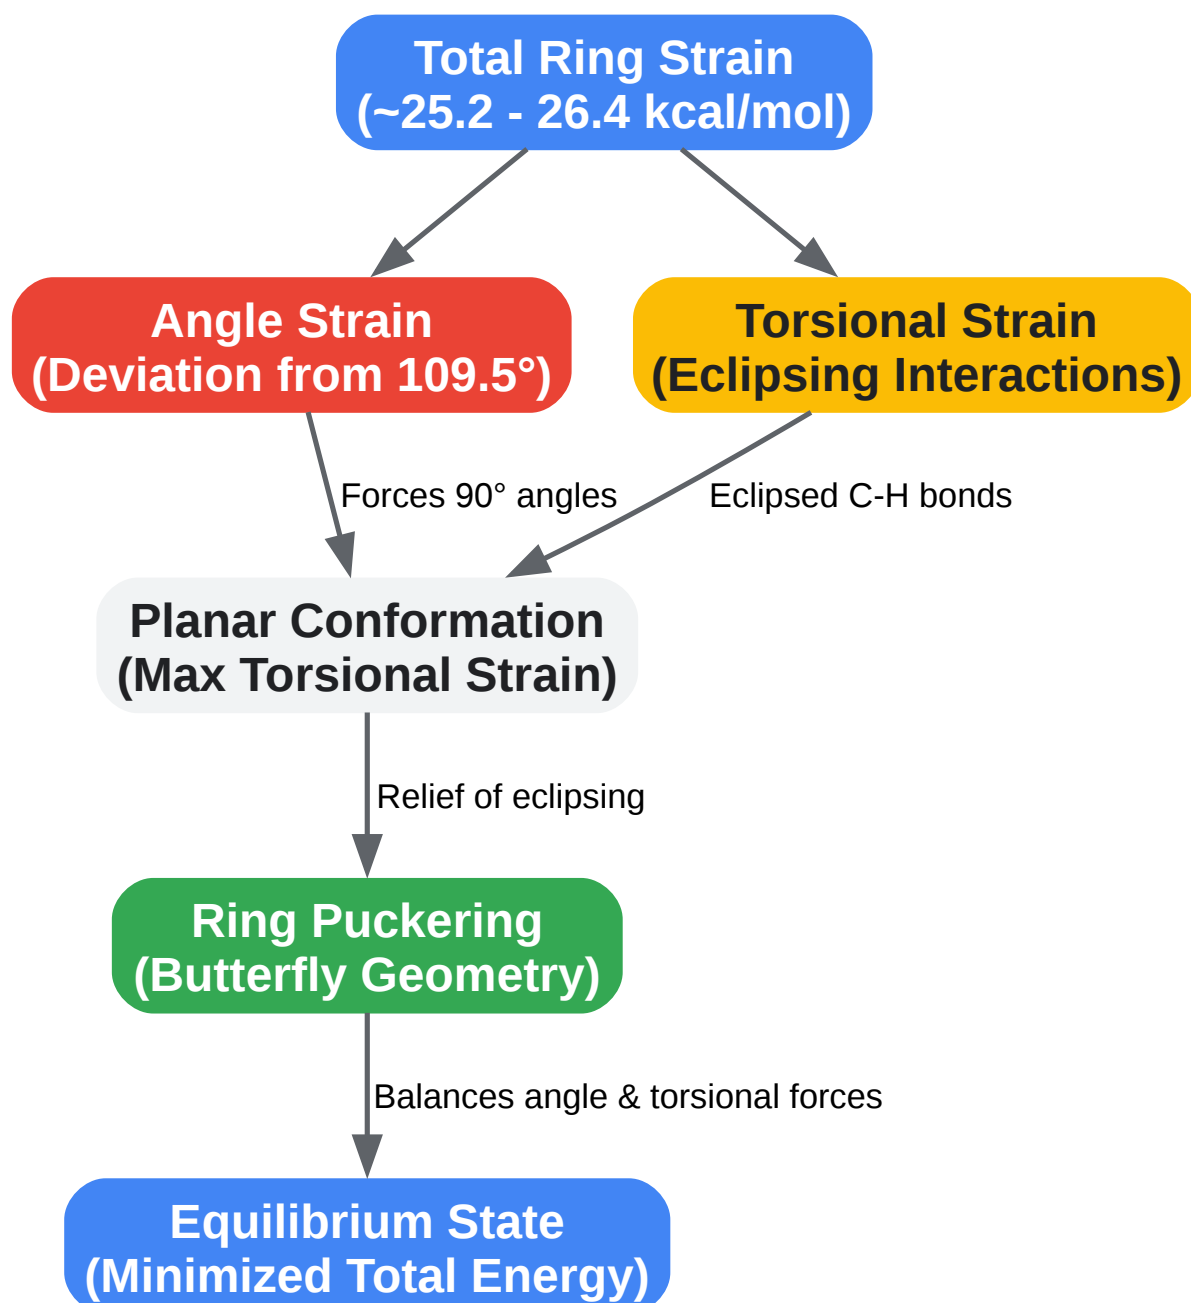 Total Ring Strain
(~25.2 - 26.4 kcal/mol)
Angle Strain
(Deviation from 109.5°)
Torsional Strain
(Eclipsing Interactions)
Forces 90° angles
Eclipsed C-H bonds
Planar Conformation
(Max Torsional Strain)
Relief of eclipsing
Ring Puckering
(Butterfly Geometry)
Balances angle & torsional forces
Equilibrium State
(Minimized Total Energy)